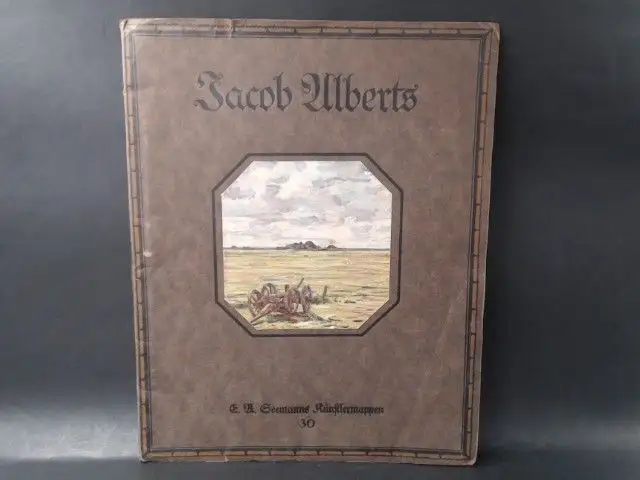 Jacob Alberts
E. A. Seemanns Künstlermappen
30